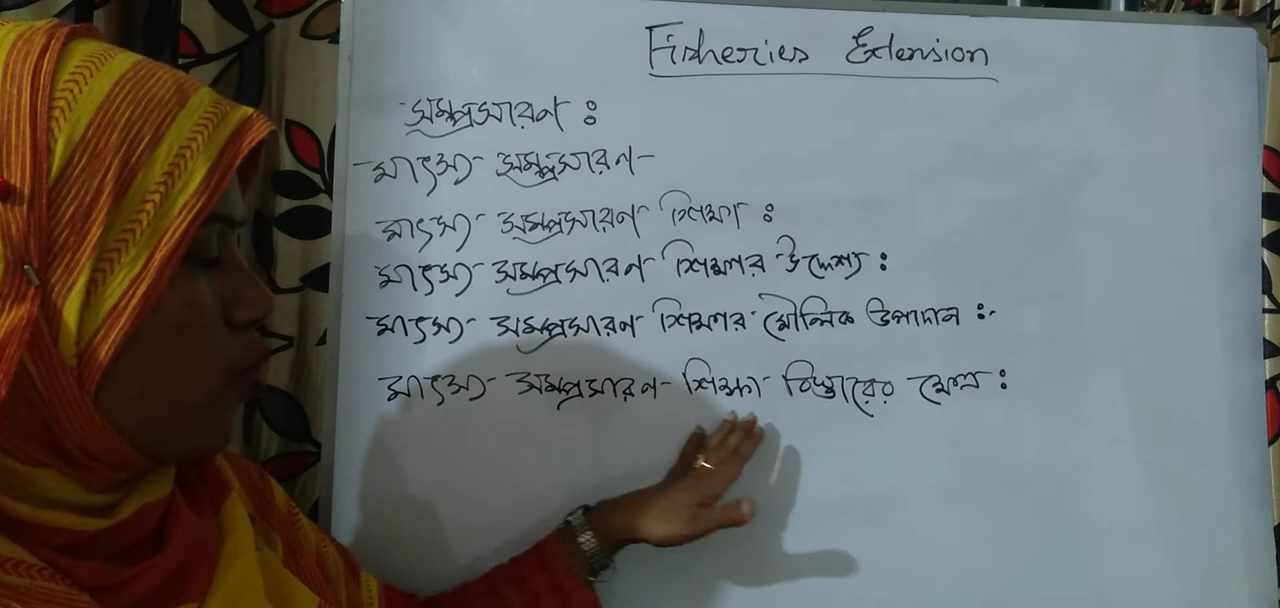 Fisheries Extension
সম্প্রসারণ :
- মাৎস্য সম্প্রসারণ -
মাৎস্য সম্প্রসারণ শিক্ষা :
মাৎস্য সম্প্রসারণ শিক্ষার উদ্দেশ্য :
মাৎস্য সম্প্রসারণ শিক্ষার মৌলিক উপাদান :-
মাৎস্য সম্প্রসারণ - শিক্ষা বিস্তারের ক্ষেত্র :